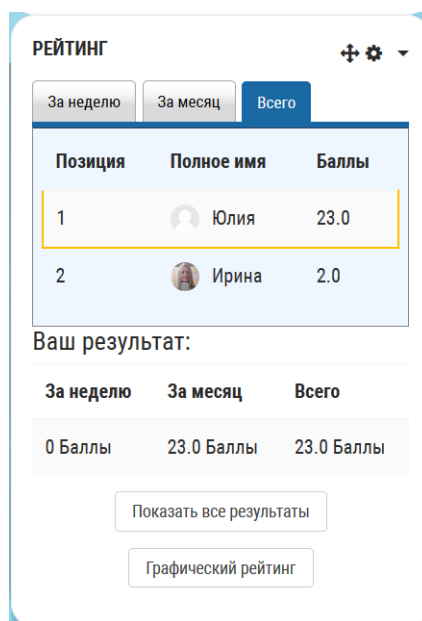 РЕЙТИНГ
За неделю За месяц Всего
Позиция Полное имя Баллы
1 Юлия 23.0
2 Ирина 2.0
Ваш результат:
За неделю За месяц Всего
0 Баллы 23.0 Баллы 23.0 Баллы
Показать все результаты
Графический рейтинг